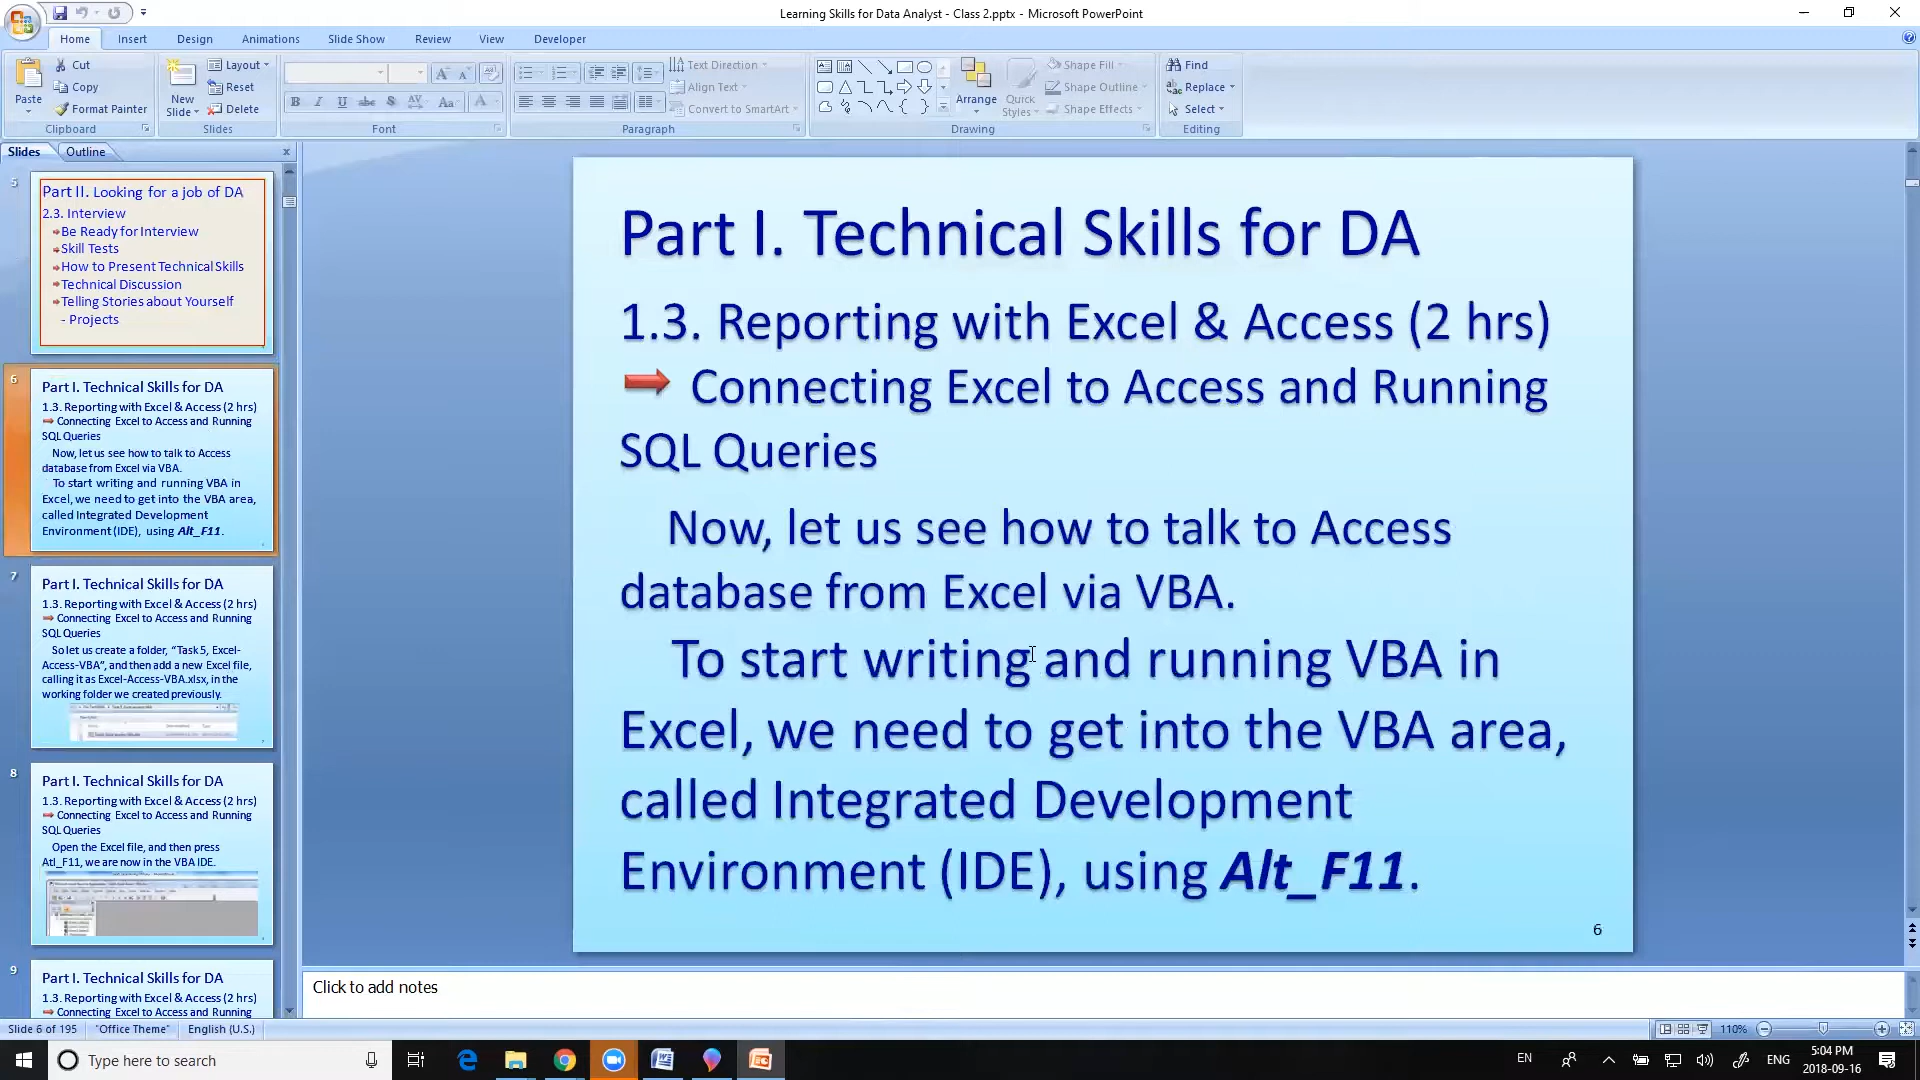 Learning Skills for Data Analyst - Class 2.pptx - Microsoft PowerPoint
Home Insert Design Animations Slide Show Review View Developer
Paste
Cut
Copy
Format Painter
Clipboard
New
Slide
Layout
Reset
Delete
Slides
Font
Text Direction
Align Text
Convert to SmartArt
Paragraph
Arrange
Quick
Styles
Shape Fill
Shape Outline
Shape Effects
Drawing
Find
Replace
Select
Editing
Slides Outline
5
Part II. Looking for a job of DA
2.3. Interview
Be Ready for Interview
Skill Tests
How to Present Technical Skills
Technical Discussion
Telling Stories about Yourself
- Projects
6
Part I. Technical Skills for DA
1.3. Reporting with Excel & Access (2 hrs)
Connecting Excel to Access and Running
SQL Queries
Now, let us see how to talk to Access
database from Excel via VBA.
To start writing and running VBA in
Excel, we need to get into the VBA area,
called Integrated Development
Environment (IDE), using Alt_F11.
7
Part I. Technical Skills for DA
1.3. Reporting with Excel & Access (2 hrs)
Connecting Excel to Access and Running
SQL Queries
So let us create a folder, “Task 5, Excel-
Access-VBA”, and then add a new Excel file,
calling it as Excel-Access-VBA.xlsx, in the
working folder we created previously.
8
Part I. Technical Skills for DA
1.3. Reporting with Excel & Access (2 hrs)
Connecting Excel to Access and Running
SQL Queries
Open the Excel file, and then press
Atl_F11, we are now in the VBA IDE.
9
Part I. Technical Skills for DA
1.3. Reporting with Excel & Access (2 hrs)
Connecting Excel to Access and Running
Part I. Technical Skills for DA
1.3. Reporting with Excel & Access (2 hrs)
Connecting Excel to Access and Running
SQL Queries
Now, let us see how to talk to Access
database from Excel via VBA.
To start writing and running VBA in
Excel, we need to get into the VBA area,
called Integrated Development
Environment (IDE), using Alt_F11.
6
Click to add notes
Slide 6 of 195 "Office Theme" English (U.S.) 110%
Type here to search
EN
ENG
5:04 PM
2018-09-16